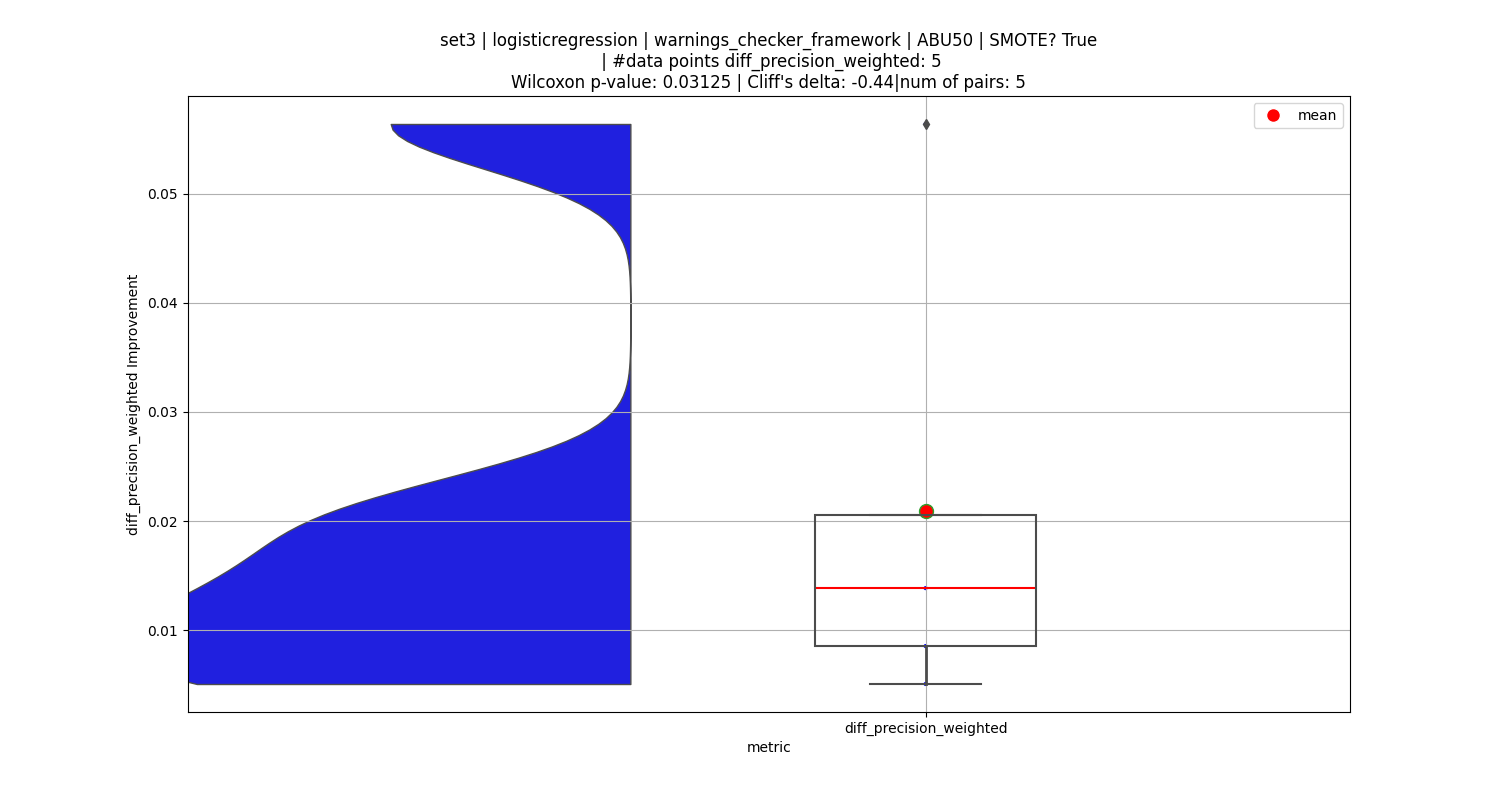 set3 | logisticregression | warnings_checker_framework | ABU50 | SMOTE? True
| #data points diff_precision_weighted: 5
Wilcoxon p-value: 0.03125 | Cliff's delta: -0.44|num of pairs: 5
mean
0.05
0.04
0.03
0.02
0.01
diff_precision_weighted Improvement
diff_precision_weighted
metric